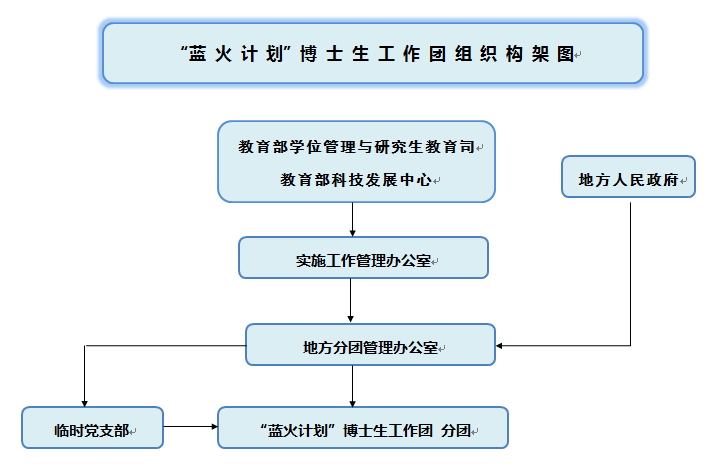 “蓝火计划”博士生工作团组织构架图
教育部学位管理与研究生教育司
教育部科技发展中心
地方人民政府
实施工作管理办公室
地方分团管理办公室
临时党支部
“蓝火计划”博士生工作团 分团